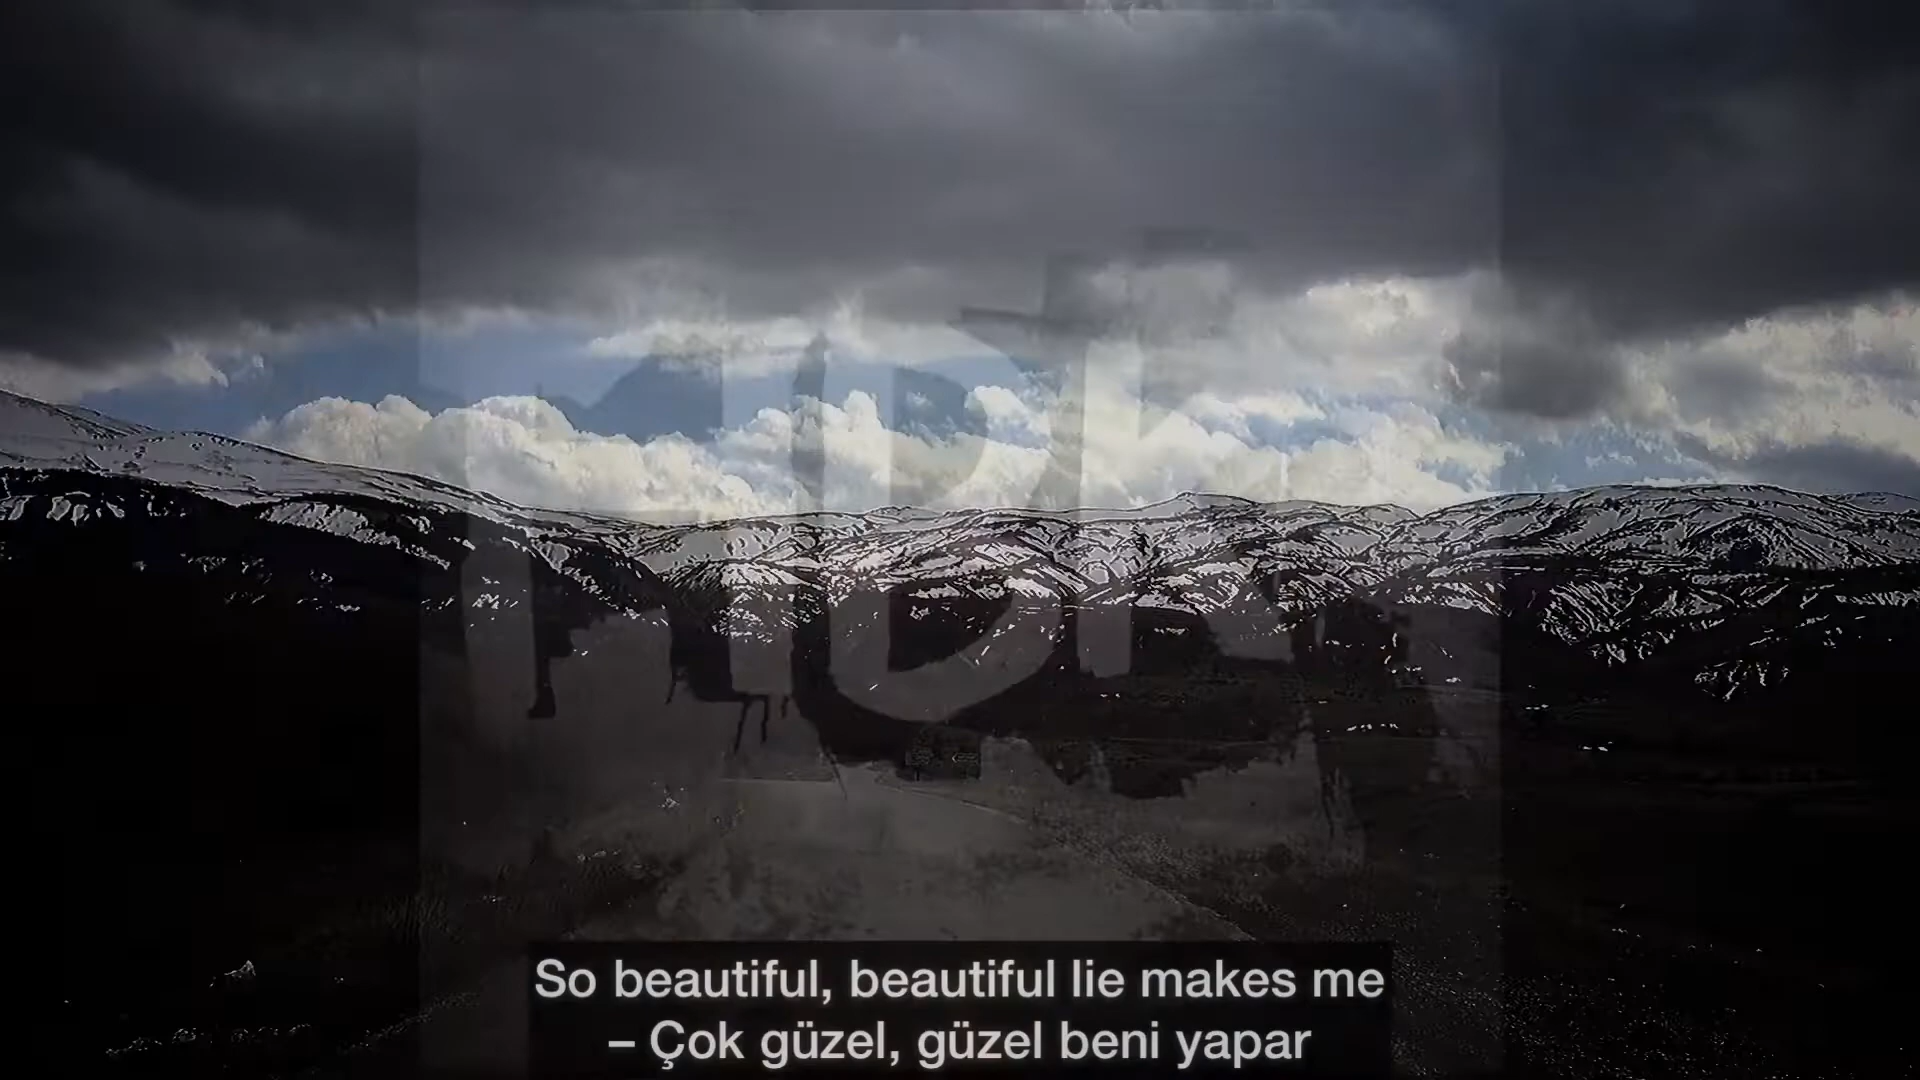 So beautiful, beautiful lie makes me
– Çok güzel, güzel beni yapar